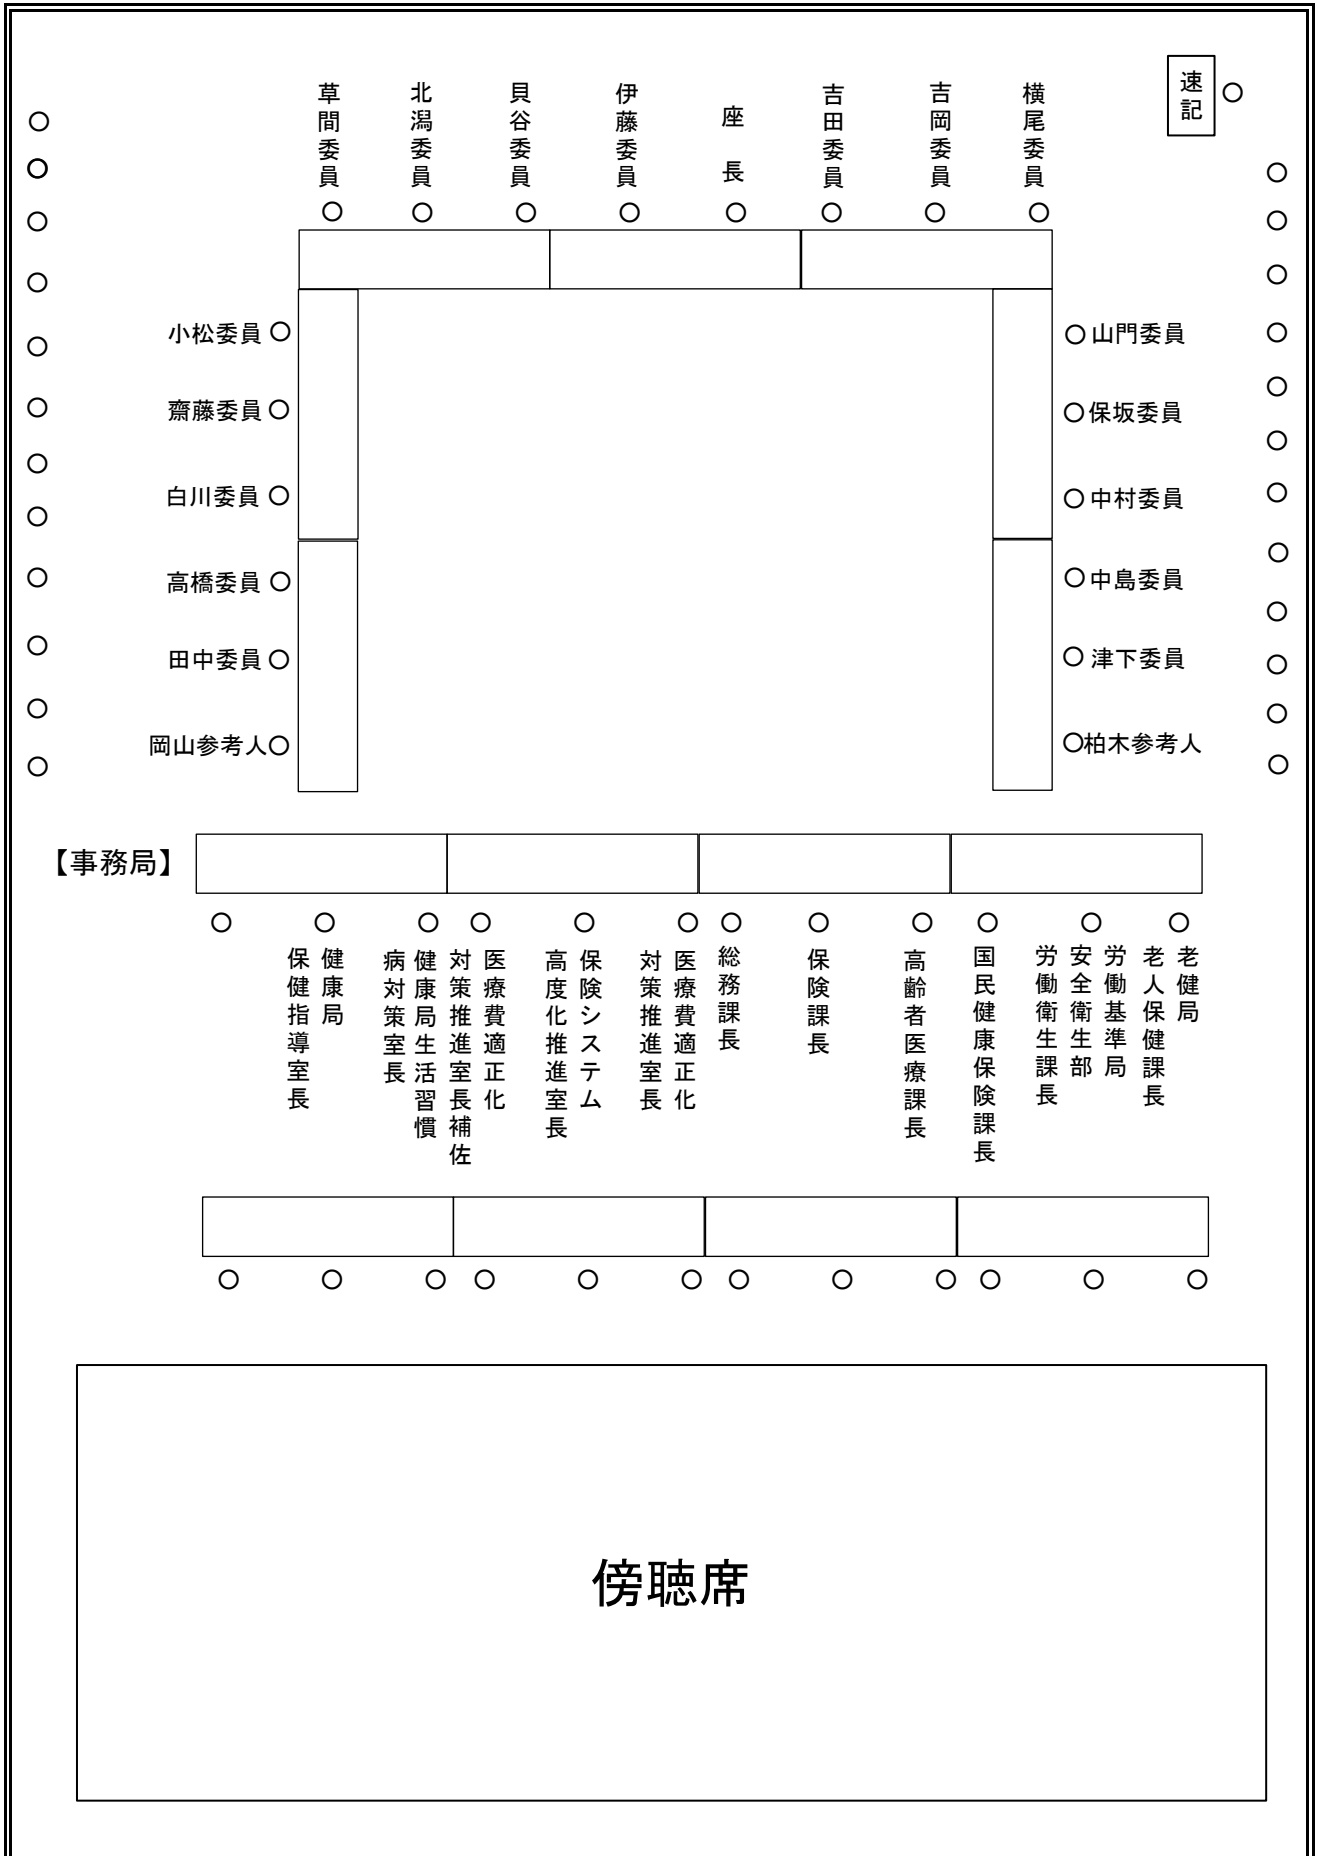 速記
草間委員
北潟委員
貝谷委員
伊藤委員
座長
吉田委員
吉岡委員
横尾委員
小松委員
山門委員
齋藤委員
保坂委員
白川委員
中村委員
高橋委員
中島委員
田中委員
津下委員
岡山参考人
柏木参考人
【事務局】
健康局
保健指導室長
健康局生活習慣
病対策室長
医療費適正化
対策推進室長補佐
保険システム
高度化推進室長
医療費適正化
対策推進室長
総務課長
保険課長
高齢者医療課長
国民健康保険課長
労働基準局
安全衛生部
労働衛生課長
老健局
老人保健課長
傍聴席